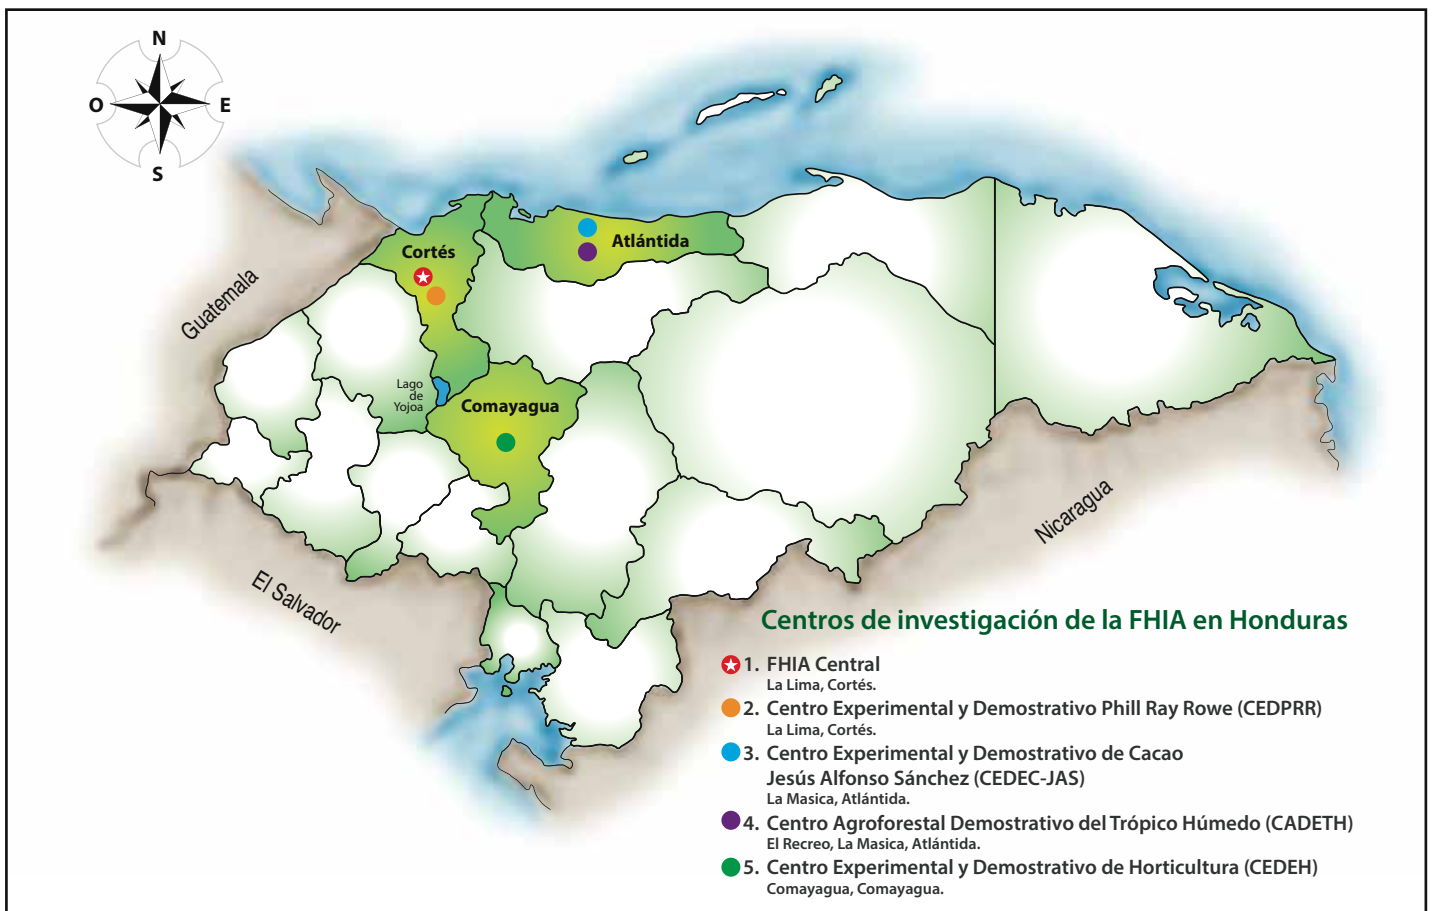 N
O
E
S
Guatemala
Cortés
Atlántida
Lago
de
Yojoa
Comayagua
El Salvador
Nicaragua
Centros de investigación de la FHIA en Honduras
1. FHIA Central
La Lima, Cortés.
2. Centro Experimental y Demostrativo Phill Ray Rowe (CEDPRR)
La Lima, Cortés.
3. Centro Experimental y Demostrativo de Cacao
Jesús Alfonso Sánchez (CEDEC-JAS)
La Masica, Atlántida.
4. Centro Agroforestal Demostrativo del Trópico Húmedo (CADETH)
El Recreo, La Masica, Atlántida.
5. Centro Experimental y Demostrativo de Horticultura (CEDEH)
Comayagua, Comayagua.